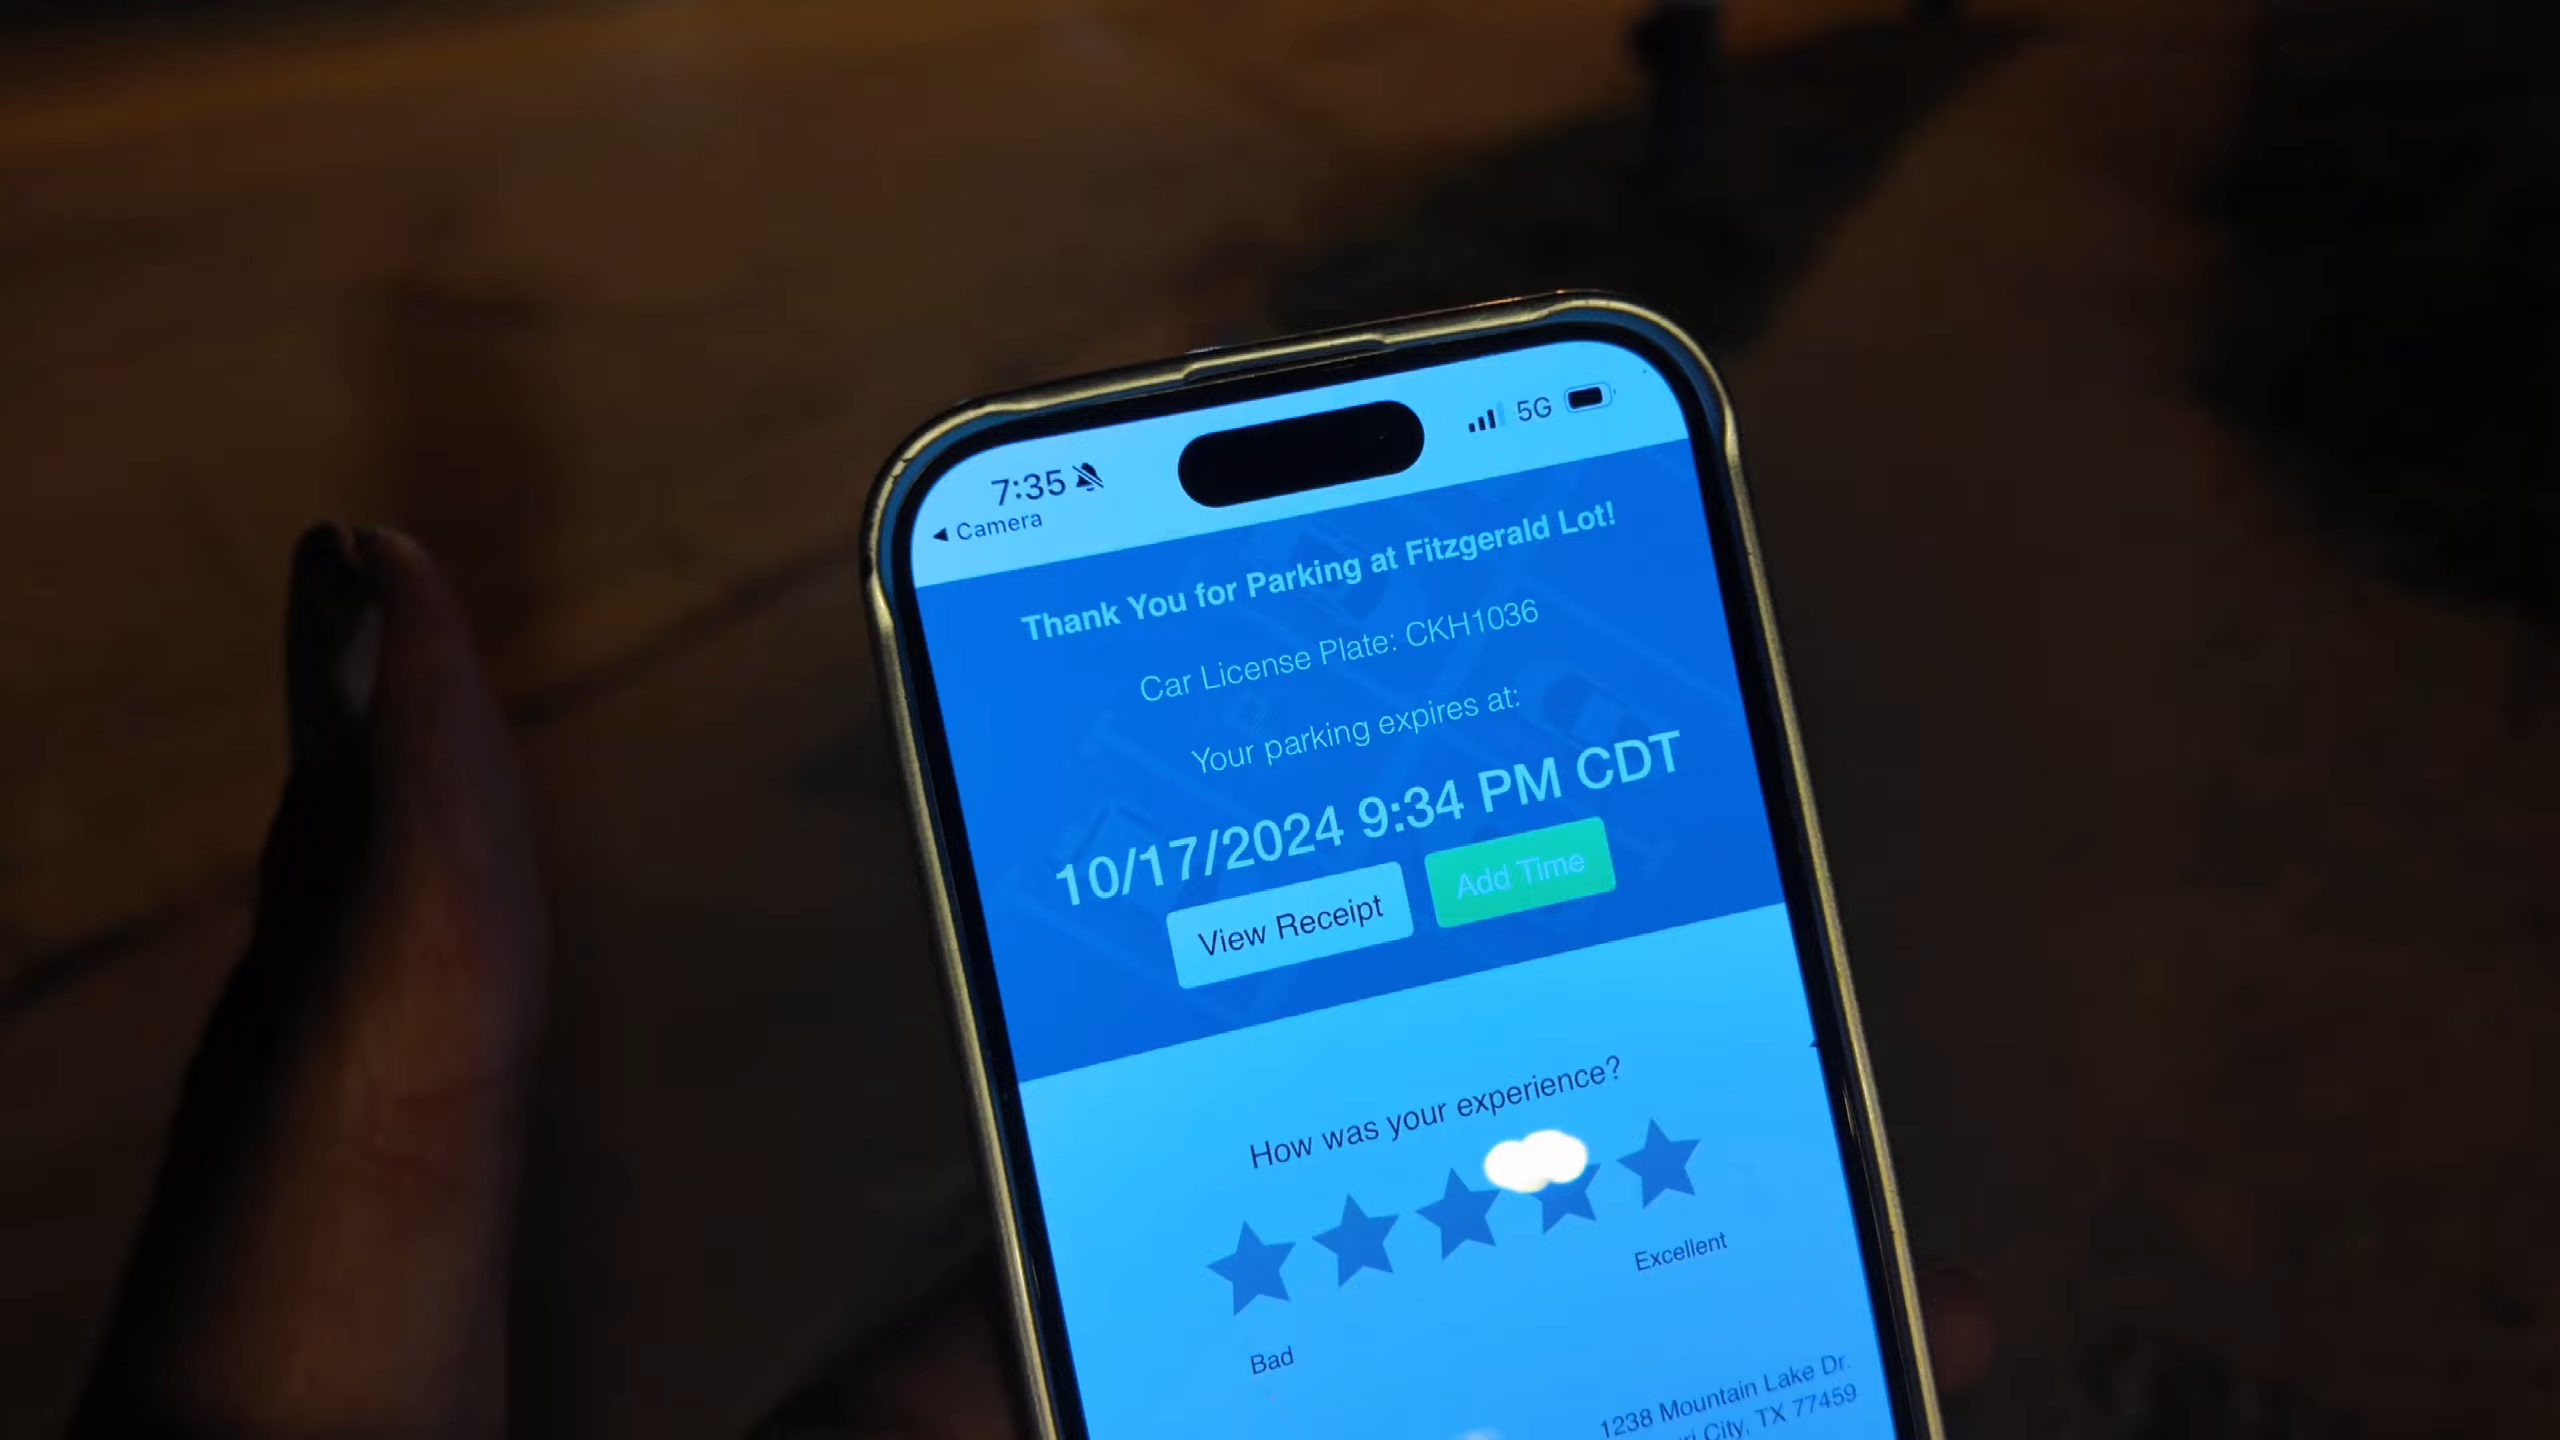 7:35
5G
◀ Camera
Thank You for Parking at Fitzgerald Lot!
Car License Plate: CKH1036
Your parking expires at:
10/17/2024 9:34 PM CDT
View Receipt
Add Time
How was your experience?
Excellent
Bad
1238 Mountain Lake Dr.
City, TX 77459